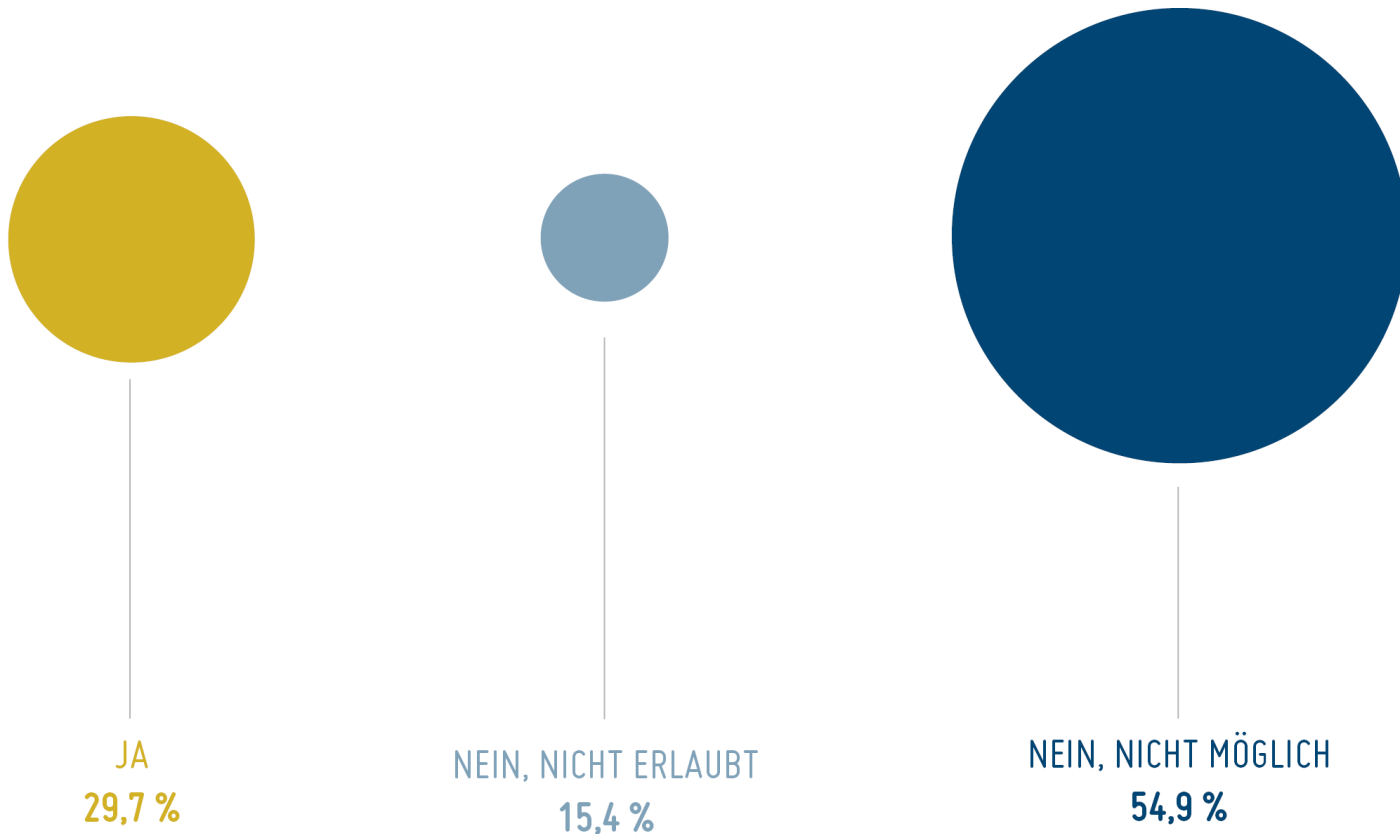 JA
29,7 %
NEIN, NICHT ERLAUBT
15,4 %
NEIN, NICHT MÖGLICH
54,9 %